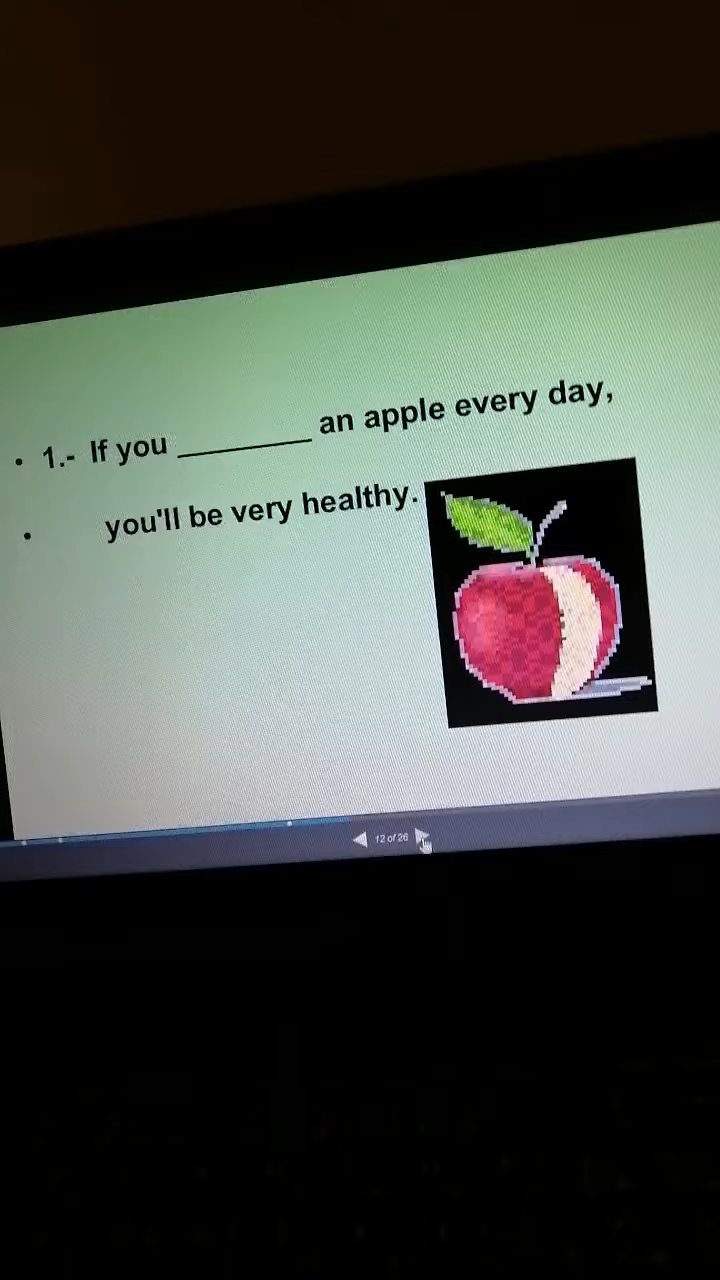 • 1.- If you ________ an apple every day,
• you'll be very healthy.
12 of 26